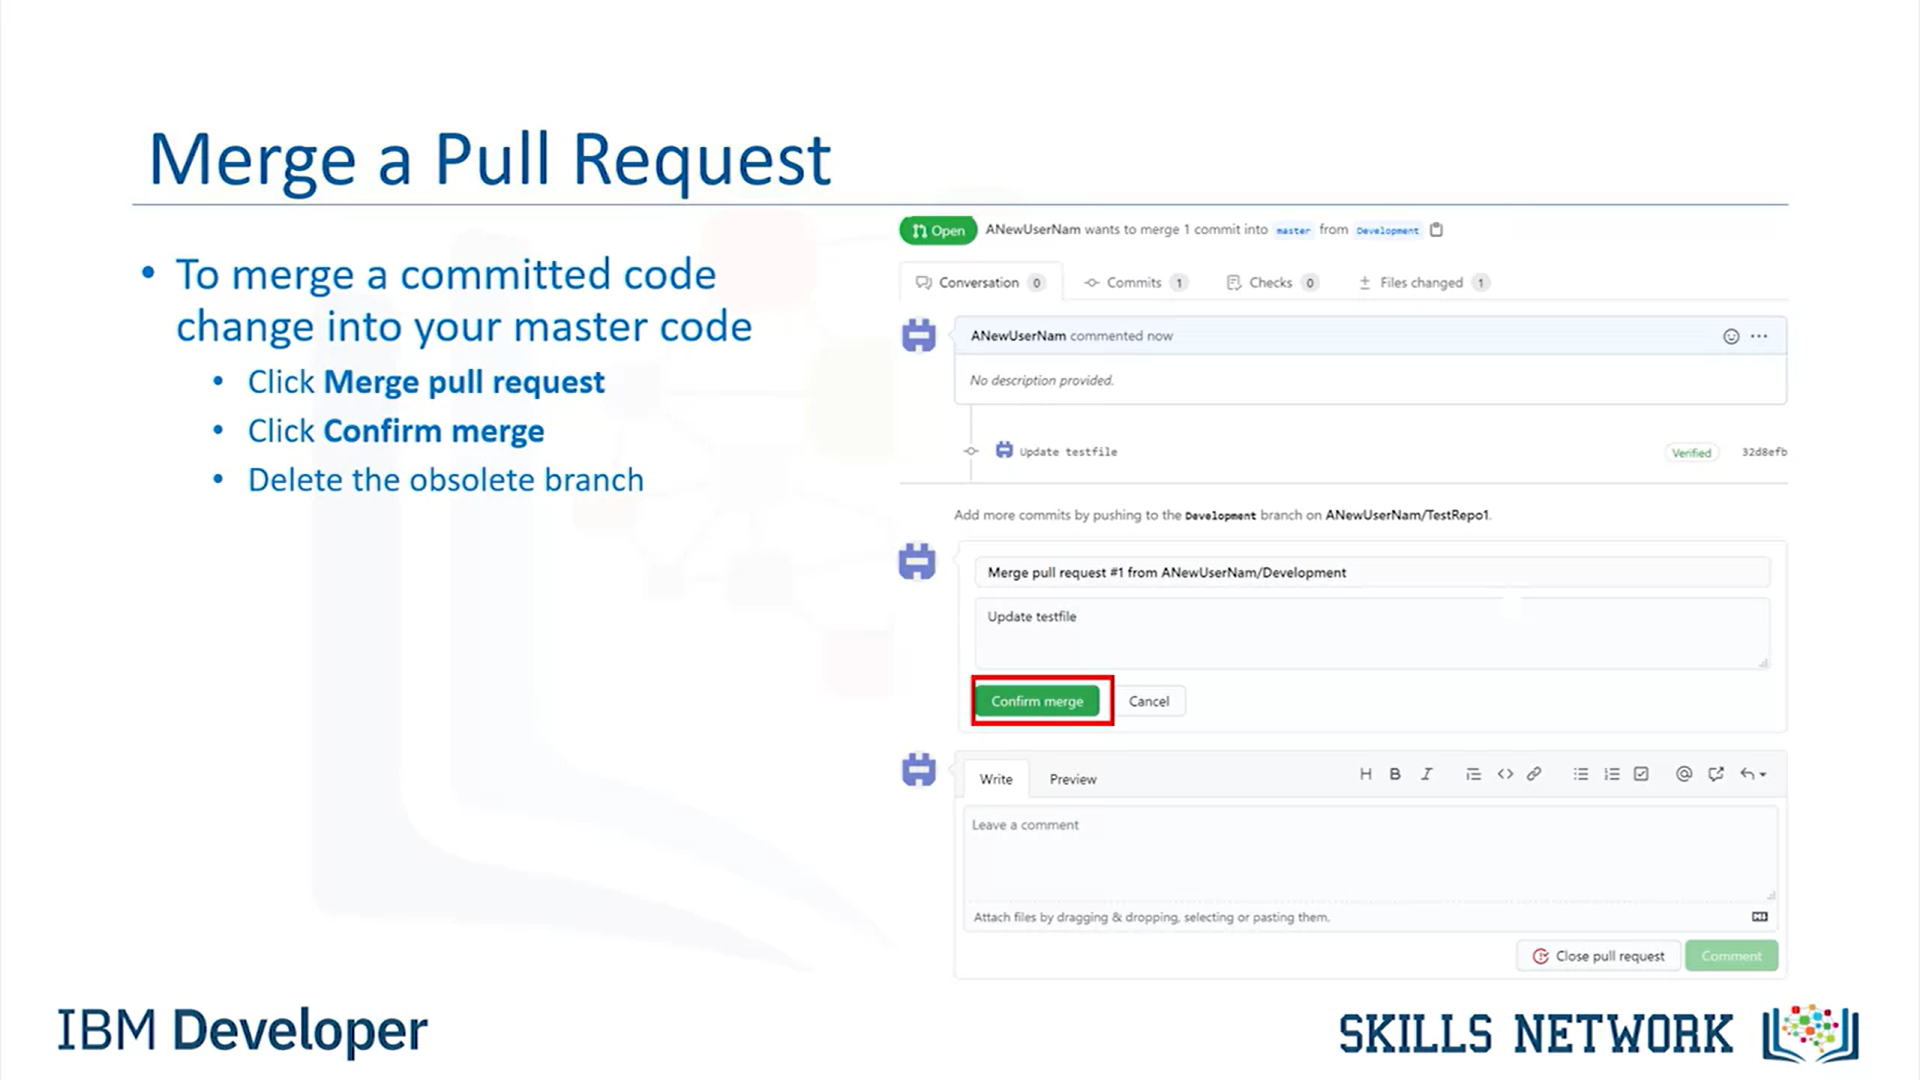 Merge a Pull Request
• To merge a committed code
change into your master code
• Click Merge pull request
• Click Confirm merge
• Delete the obsolete branch
Open ANewUserNam wants to merge 1 commit into master from Development
Conversation 0 Commits 1 Checks 0 Files changed 1
ANewUserNam commented now
No description provided.
Update testfile Verified 32d8efb
Add more commits by pushing to the Development branch on ANewUserNam/TestRepo1.
Merge pull request #1 from ANewUserNam/Development
Update testfile
Confirm merge Cancel
Write Preview H B I
Leave a comment
Attach files by dragging & dropping, selecting or pasting them.
Close pull request Comment
IBM Developer
SKILLS NETWORK